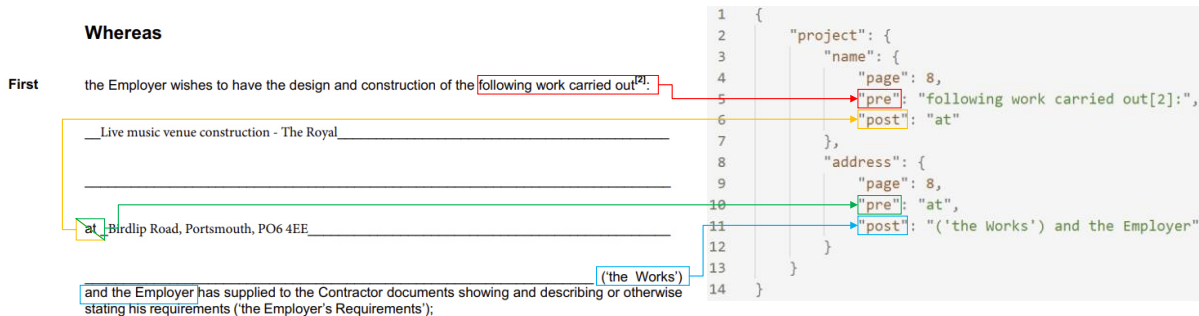 Whereas
First
the Employer wishes to have the design and construction of the following work carried out[2]:
__Live music venue construction - The Royal__
at _Birdlip Road, Portsmouth, PO6 4EE__
(‘the Works’)
and the Employer has supplied to the Contractor documents showing and describing or otherwise
stating his requirements (‘the Employer’s Requirements’);
1 {
2 "project": {
3 "name": {
4 "page": 8,
5 "pre": "following work carried out[2]:",
6 "post": "at"
7 },
8 "address": {
9 "page": 8,
10 "pre": "at",
11 "post": "('the Works') and the Employer"
12 }
13 }
14 }